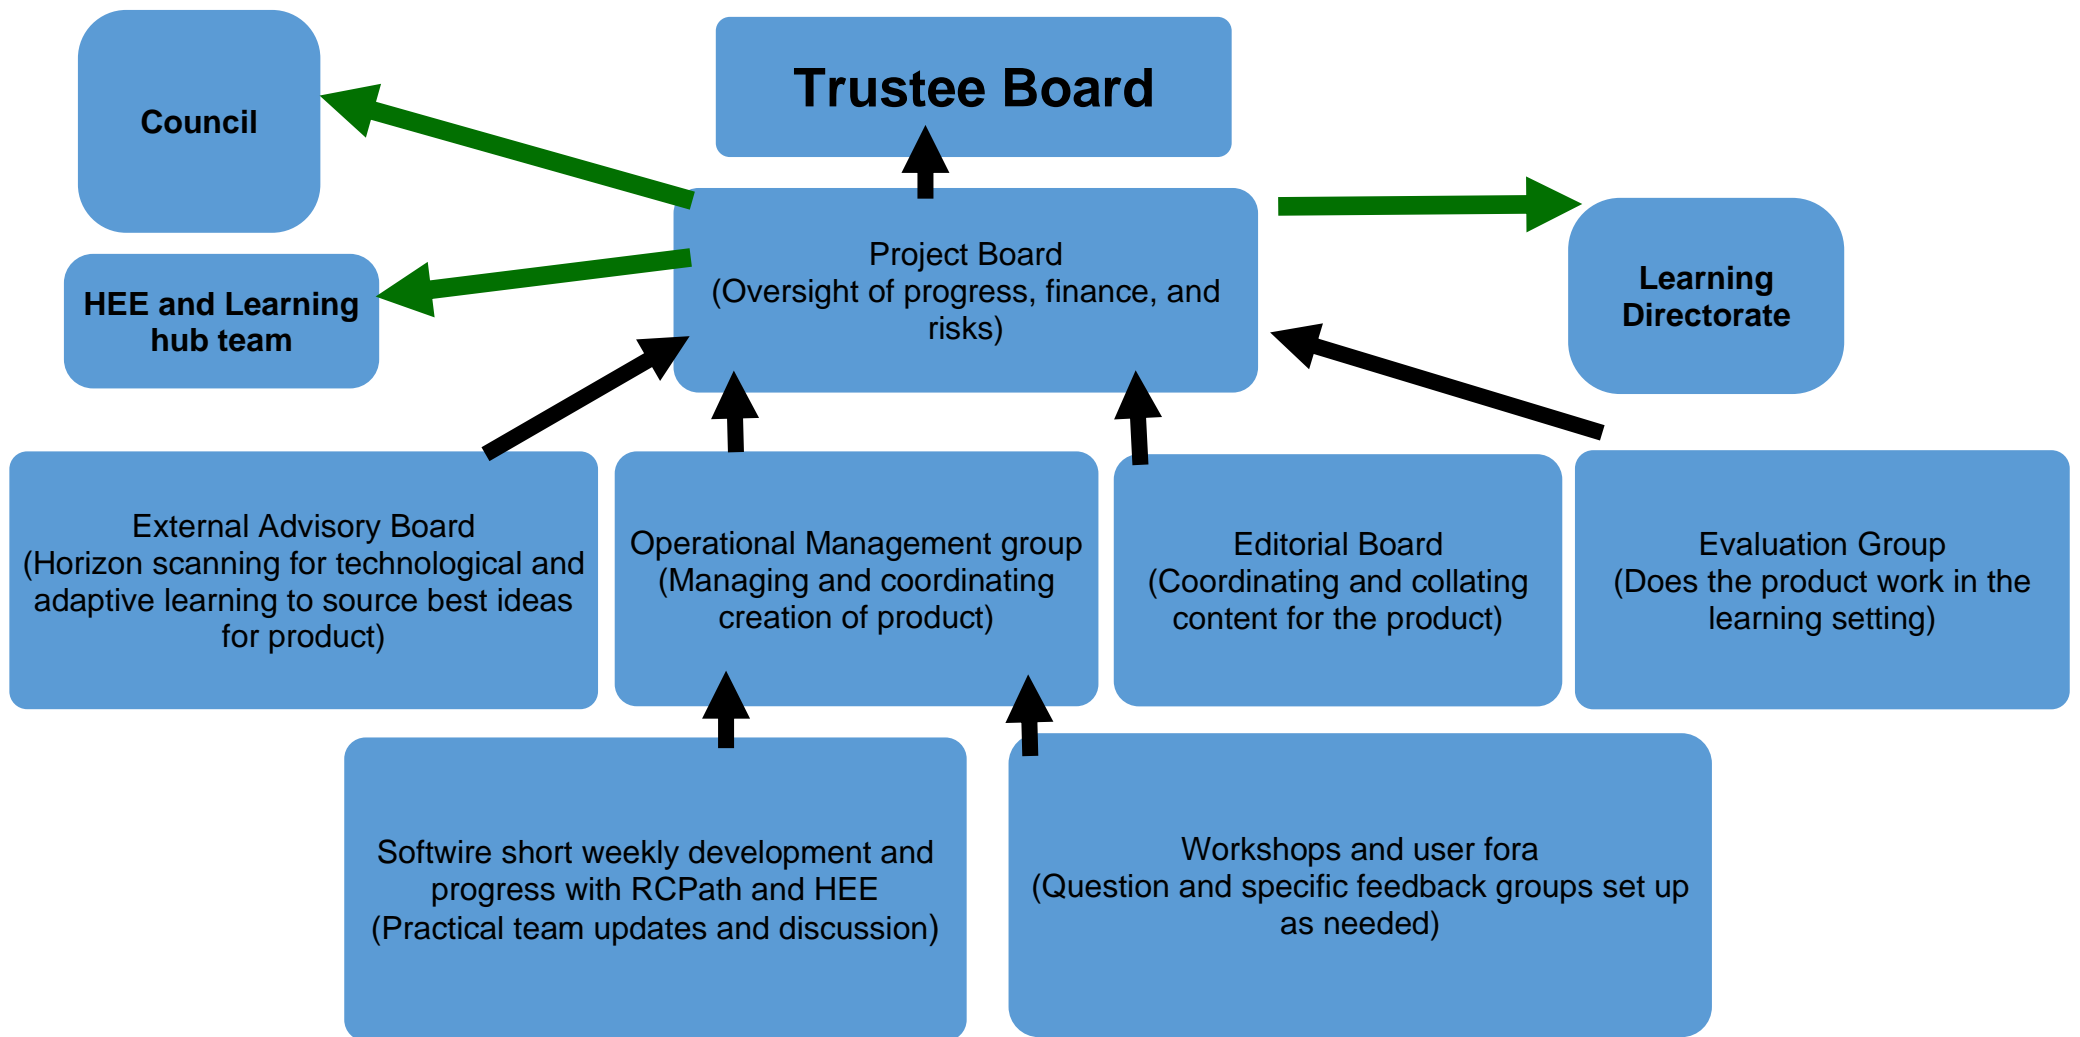 Council
Trustee Board
HEE and Learning
hub team
Project Board
(Oversight of progress, finance, and
risks)
Learning
Directorate
External Advisory Board
(Horizon scanning for technological and
adaptive learning to source best ideas
for product)
Operational Management group
(Managing and coordinating
creation of product)
Editorial Board
(Coordinating and collating
content for the product)
Evaluation Group
(Does the product work in the
learning setting)
Softwire short weekly development and
progress with RCPath and HEE
(Practical team updates and discussion)
Workshops and user fora
(Question and specific feedback groups set up
as needed)